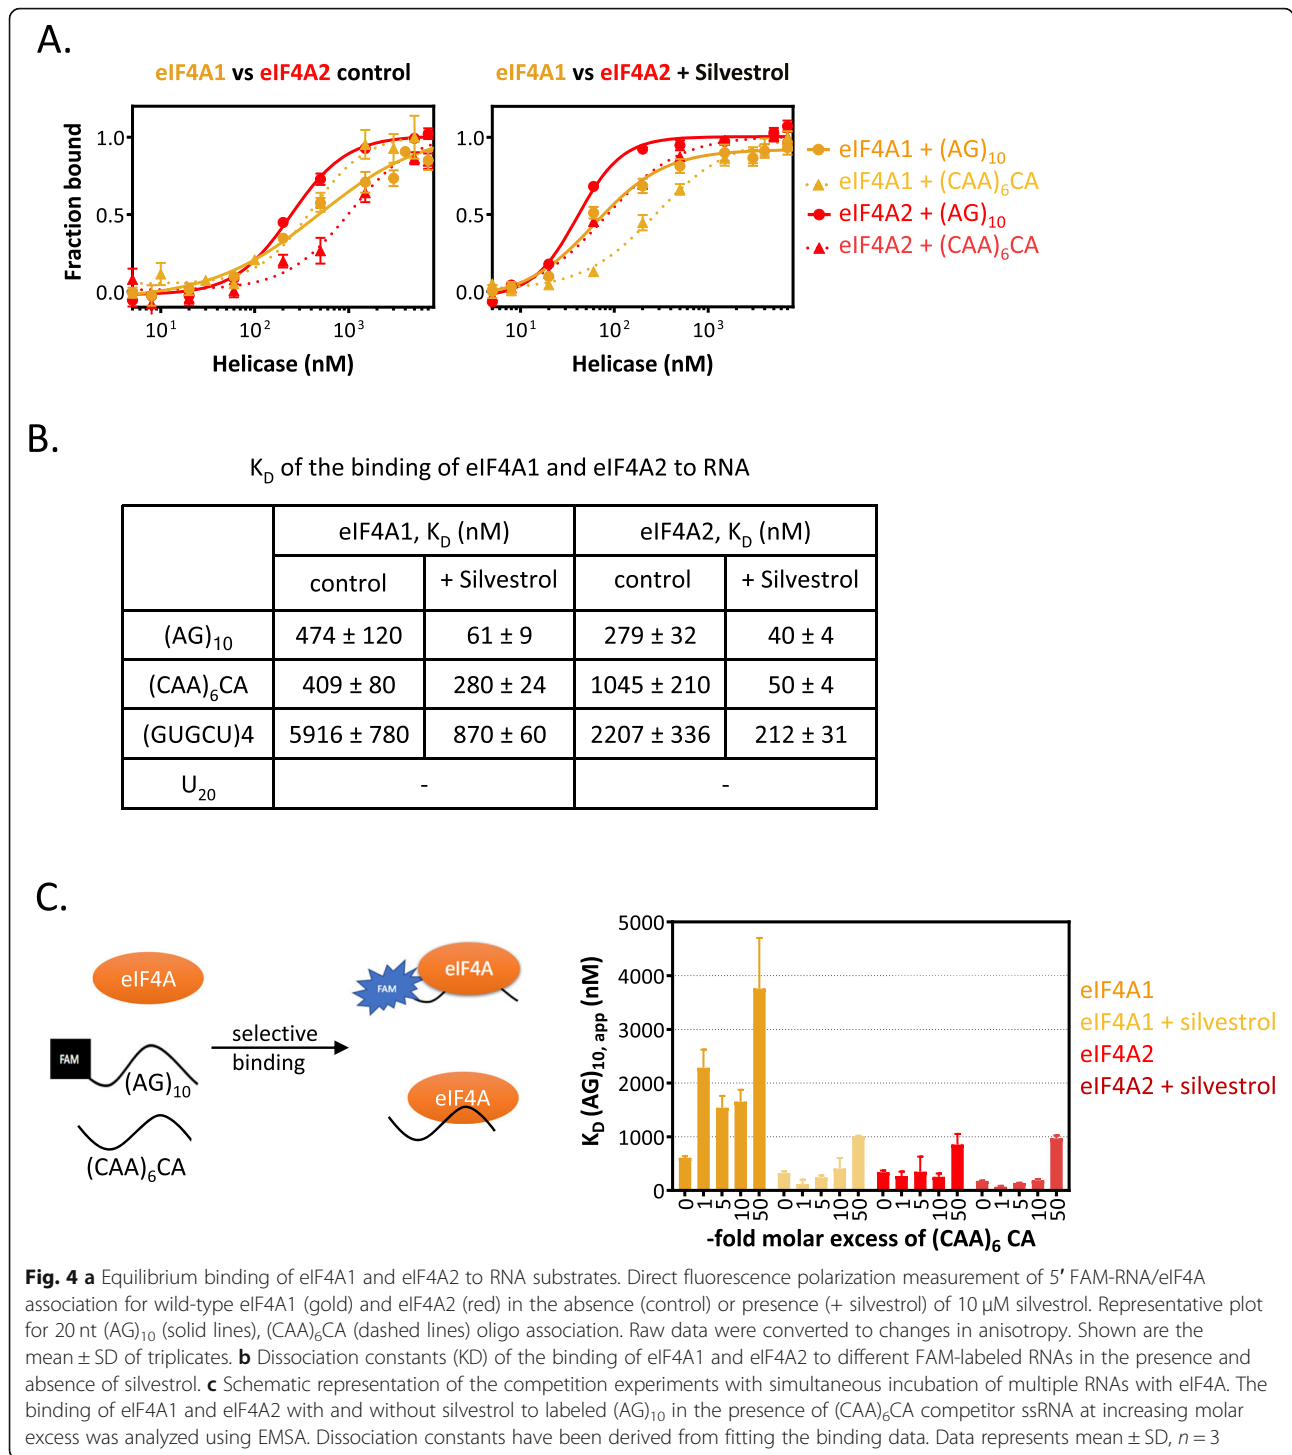 A.
eIF4A1 vs eIF4A2 control
eIF4A1 vs eIF4A2 + Silvestrol
Fraction bound
1.0
0.5
0.0
10¹ 10² 10³
Helicase (nM)
1.0
0.5
0.0
10¹ 10² 10³
Helicase (nM)
eIF4A1 + (AG)₁₀
eIF4A1 + (CAA)₆CA
eIF4A2 + (AG)₁₀
eIF4A2 + (CAA)₆CA
B.
K_D of the binding of eIF4A1 and eIF4A2 to RNA
eIF4A1, K_D (nM) eIF4A2, K_D (nM)
control + Silvestrol control + Silvestrol
(AG)₁₀ 474 ± 120 61 ± 9 279 ± 32 40 ± 4
(CAA)₆CA 409 ± 80 280 ± 24 1045 ± 210 50 ± 4
(GUGCU)4 5916 ± 780 870 ± 60 2207 ± 336 212 ± 31
U₂₀ - -
C.
eIF4A
FAM
(AG)₁₀
(CAA)₆CA
selective
binding
FAM
eIF4A
eIF4A
K_D (AG)₁₀, ₐₚₚ (nM)
5000
4000
3000
2000
1000
0
0 1 5 10 50 0 1 5 10 50 0 1 5 10 50 0 1 5 10 50
-fold molar excess of (CAA)₆ CA
eIF4A1
eIF4A1 + silvestrol
eIF4A2
eIF4A2 + silvestrol
Fig. 4 a Equilibrium binding of eIF4A1 and eIF4A2 to RNA substrates. Direct fluorescence polarization measurement of 5′ FAM-RNA/eIF4A
association for wild-type eIF4A1 (gold) and eIF4A2 (red) in the absence (control) or presence (+ silvestrol) of 10 μM silvestrol. Representative plot
for 20 nt (AG)₁₀ (solid lines), (CAA)₆CA (dashed lines) oligo association. Raw data were converted to changes in anisotropy. Shown are the
mean ± SD of triplicates. b Dissociation constants (KD) of the binding of eIF4A1 and eIF4A2 to different FAM-labeled RNAs in the presence and
absence of silvestrol. c Schematic representation of the competition experiments with simultaneous incubation of multiple RNAs with eIF4A. The
binding of eIF4A1 and eIF4A2 with and without silvestrol to labeled (AG)₁₀ in the presence of (CAA)₆CA competitor ssRNA at increasing molar
excess was analyzed using EMSA. Dissociation constants have been derived from fitting the binding data. Data represents mean ± SD, n = 3